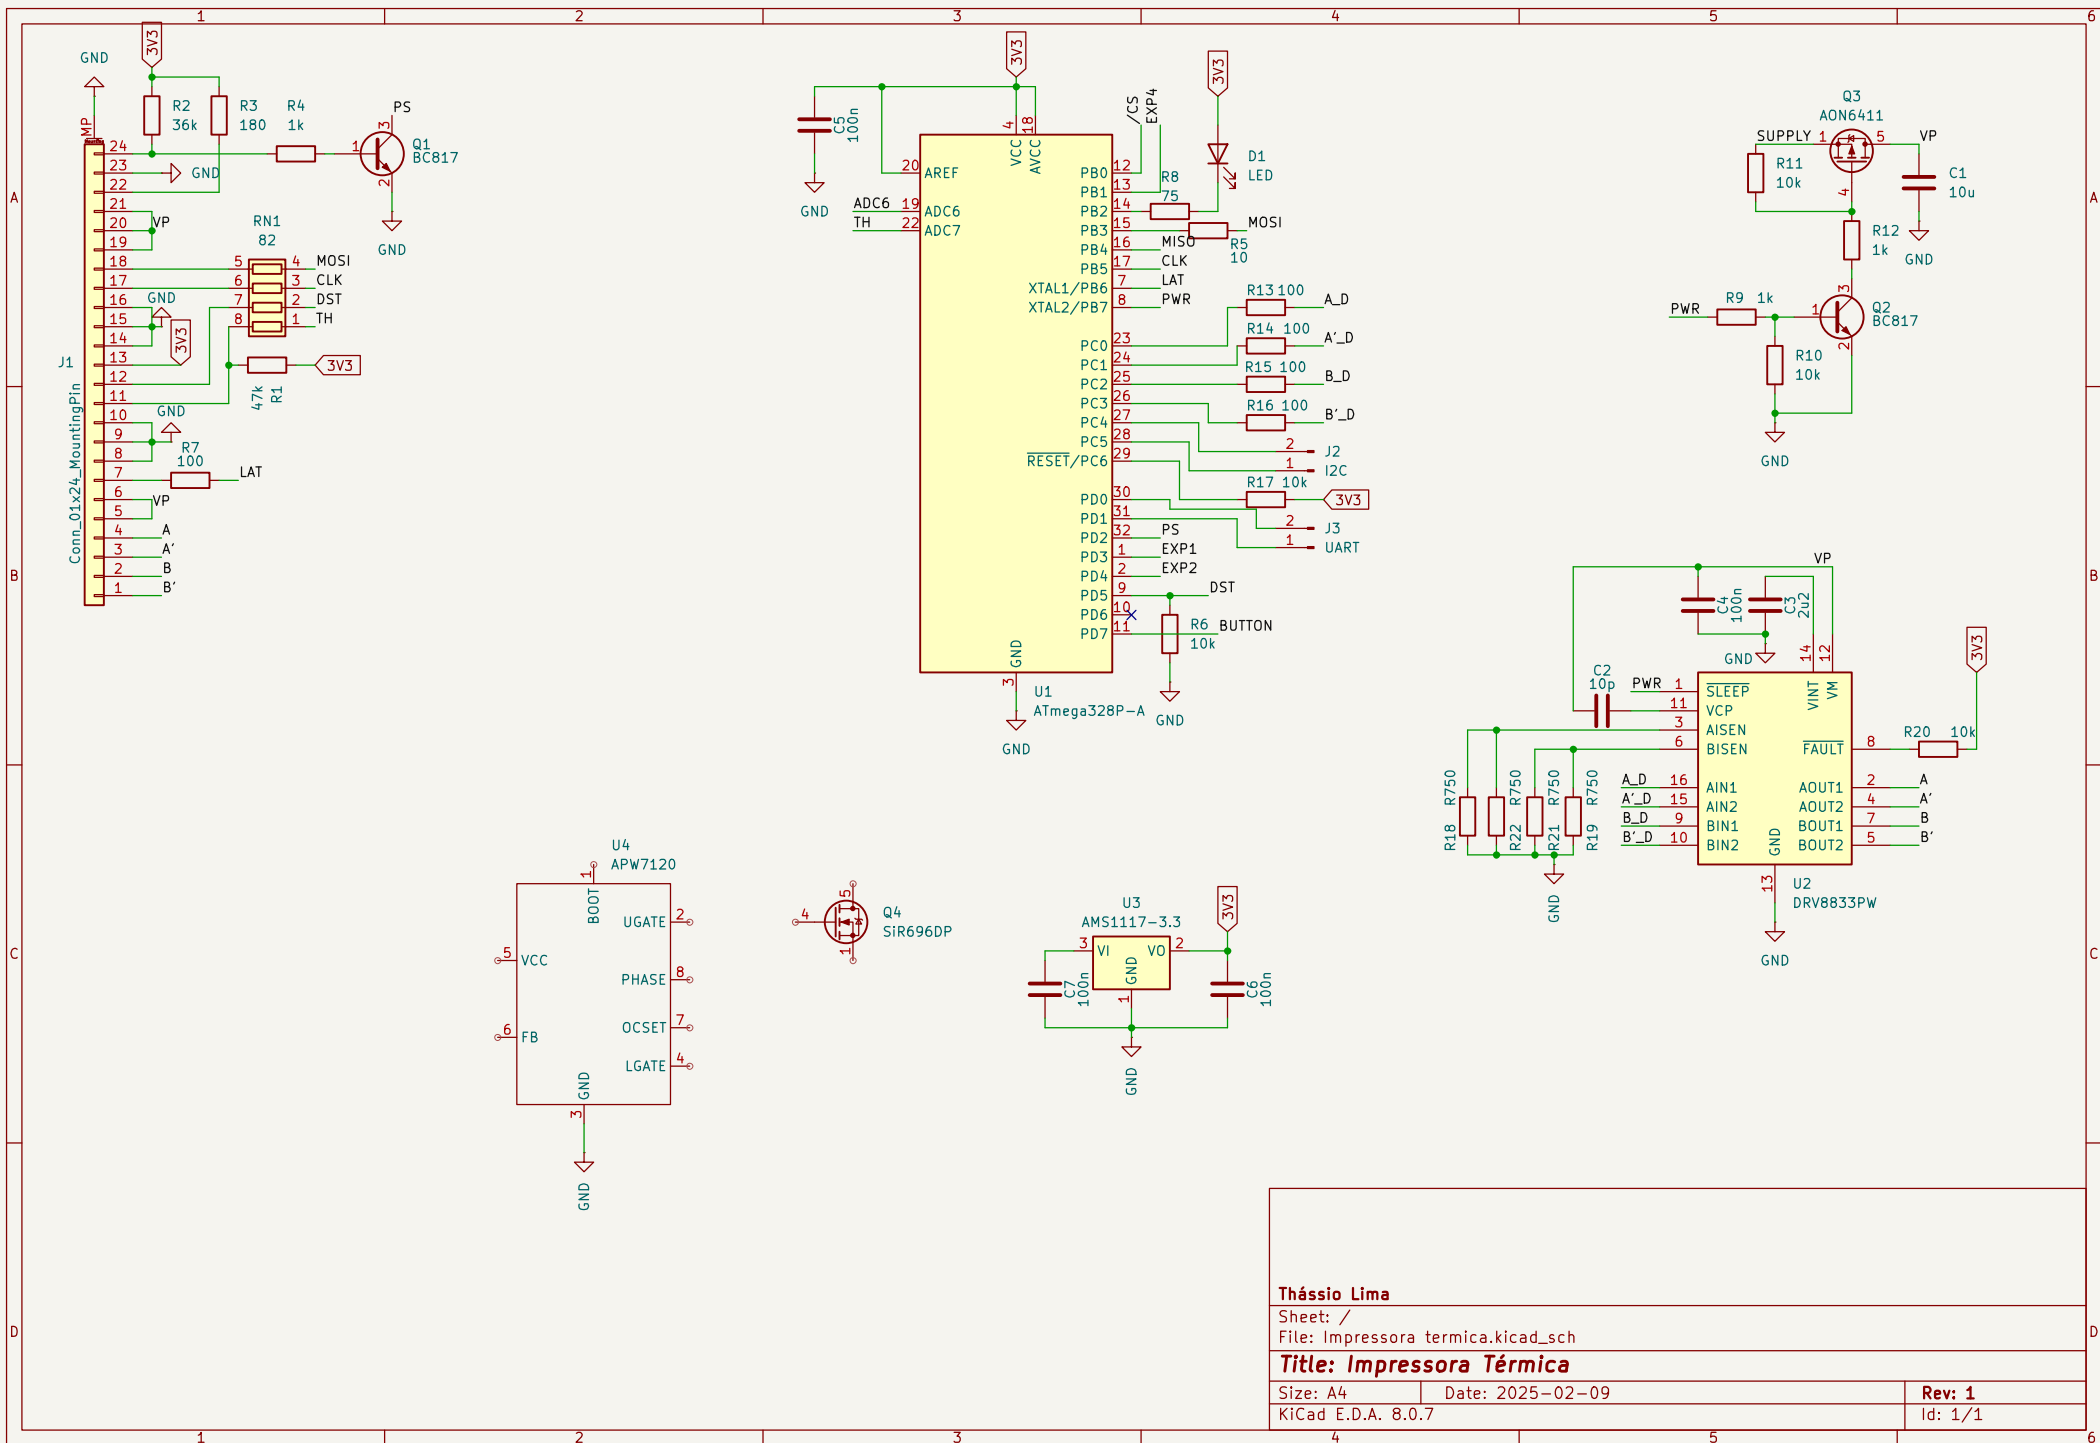 1 2 3 4 5 6
A
B
C
D
GND
3V3
MP
R2
36k
R3
180
R4
1k
PS
3
1
2
Q1
BC817
GND
24
23
22
21
20
19
18
17
16
15
14
13
12
11
10
9
8
7
6
5
4
3
2
1
J1
Conn_01x24_MountingPin
GND
VP
RN1
82
5 4 MOSI
6 3 CLK
7 2 DST
8 1 TH
GND
3V3
47k
R1
3V3
GND
R7
100
LAT
VP
A
A'
B
B'
3V3
C5
100n
GND
4 18
VCC
AVCC
20 AREF
ADC6 19 ADC6
TH 22 ADC7
PB0 12
PB1 13
PB2 14
PB3 15
PB4 16
XTAL1/PB6 7
PB5 17
XTAL2/PB7 8
PC0 23
PC1 24
PC2 25
PC3 26
PC4 27
PC5 28
RESET/PC6 29
PD0 30
PD1 31
PD2 32
PD3 1
PD4 2
PD5 9
PD6 10
PD7 11
GND
3
U1
ATmega328P-A
GND
/CS
EXP4
3V3
D1
LED
R8
75
MOSI
R5
10
MISO
CLK
LAT
PWR
R13 100 A_D
R14 100 A'_D
R15 100 B_D
R16 100 B'_D
2 J2
1 I2C
R17 10k 3V3
2 J3
1 UART
PS
EXP1
EXP2
DST
BUTTON
R6
10k
GND
Q3
AON6411
SUPPLY 1 5 VP
4
R11
10k
C1
10u
GND
R12
1k
PWR R9 1k
1
3
2
Q2
BC817
R10
10k
GND
VP
C4
100n
C3
2u2
GND
14 12
VINT
VM
3V3
C2
10p
PWR 1 SLEEP
11 VCP
3 AISEN
6 BISEN
A_D 16 AIN1
A'_D 15 AIN2
B_D 9 BIN1
B'_D 10 BIN2
FAULT 8
R20 10k
AOUT1 2 A
AOUT2 4 A'
BOUT1 7 B
BOUT2 5 B'
GND
13
U2
DRV8833PW
GND
R18 R750
R22 R750
R21 R750
R19 R750
GND
U4
APW7120
1
BOOT
UGATE 2
5 VCC
PHASE 8
6 FB
OCSET 7
LGATE 4
GND
3
GND
5
4
1
Q4
SiR696DP
U3
AMS1117-3.3
3 VI
VO 2
GND
1
3V3
C7
100n
C6
100n
GND
Thássio Lima
Sheet: /
File: Impressora termica.kicad_sch
Title: Impressora Térmica
Size: A4
Date: 2025-02-09
Rev: 1
KiCad E.D.A. 8.0.7
Id: 1/1
A
B
C
D
1 2 3 4 5 6